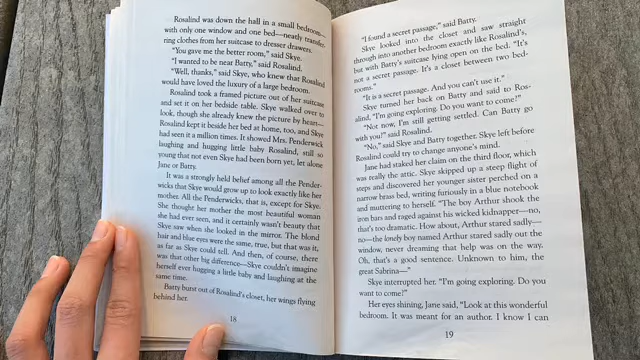 Rosalind was down the hall in a small bedroom—
with only one window and one bed—neatly transfer-
ring clothes from her suitcase to dresser drawers.
"You gave me the better room," said Skye.
"I wanted to be near Batty," said Rosalind.
"Well, thanks," said Skye, who knew that Rosalind
would have loved the luxury of a large bedroom.
Rosalind took a framed picture out of her suitcase
and set it on her bedside table. Skye walked over to
look, though she already knew the picture by heart—
Rosalind kept it beside her bed at home, too, and Skye
had seen it a million times. It showed Mrs. Penderwick
laughing and hugging little baby Rosalind, still so
young that not even Skye had been born yet, let alone
Jane or Batty.
It was a strongly held belief among all the Pender-
wicks that Skye would grow up to look exactly like her
mother. All the Penderwicks, that is, except for Skye.
She thought her mother the most beautiful woman
she had ever seen, and it certainly wasn't beauty that
Skye saw when she looked in the mirror. The blond
hair and blue eyes were the same, true, but that was it,
as far as Skye could tell. And then, of course, there
was that other big difference—Skye couldn't imagine
herself ever hugging a little baby and laughing at the
same time.
Batty burst out of Rosalind's closet, her wings flying
behind her.
18
"I found a secret passage," said Batty.
Skye looked into the closet and saw straight
through into another bedroom exactly like Rosalind's,
but with Batty's suitcase lying open on the bed. "It's
not a secret passage. It's a closet between two bed-
rooms."
"It is a secret passage. And you can't use it."
Skye turned her back on Batty and said to Ros-
alind, "I'm going exploring. Do you want to come?"
"Not now, I'm still getting settled. Can Batty go
with you?" said Rosalind.
"No," said Skye and Batty together. Skye left before
Rosalind could try to change anyone's mind.
Jane had staked her claim on the third floor, which
was really the attic. Skye skipped up a steep flight of
steps and discovered her younger sister perched on a
narrow brass bed, writing furiously in a blue notebook
and muttering to herself. "The boy Arthur shook the
iron bars and raged against his wicked kidnapper—no,
that's too dramatic. How about, Arthur stared sadly—
no—the lonely boy named Arthur stared sadly out the
window, never dreaming that help was on the way.
Oh, that's a good sentence. Unknown to him, the
great Sabrina—"
Skye interrupted her. "I'm going exploring. Do you
want to come?"
Her eyes shining, Jane said, "Look at this wonderful
bedroom. It was meant for an author. I know I can
19